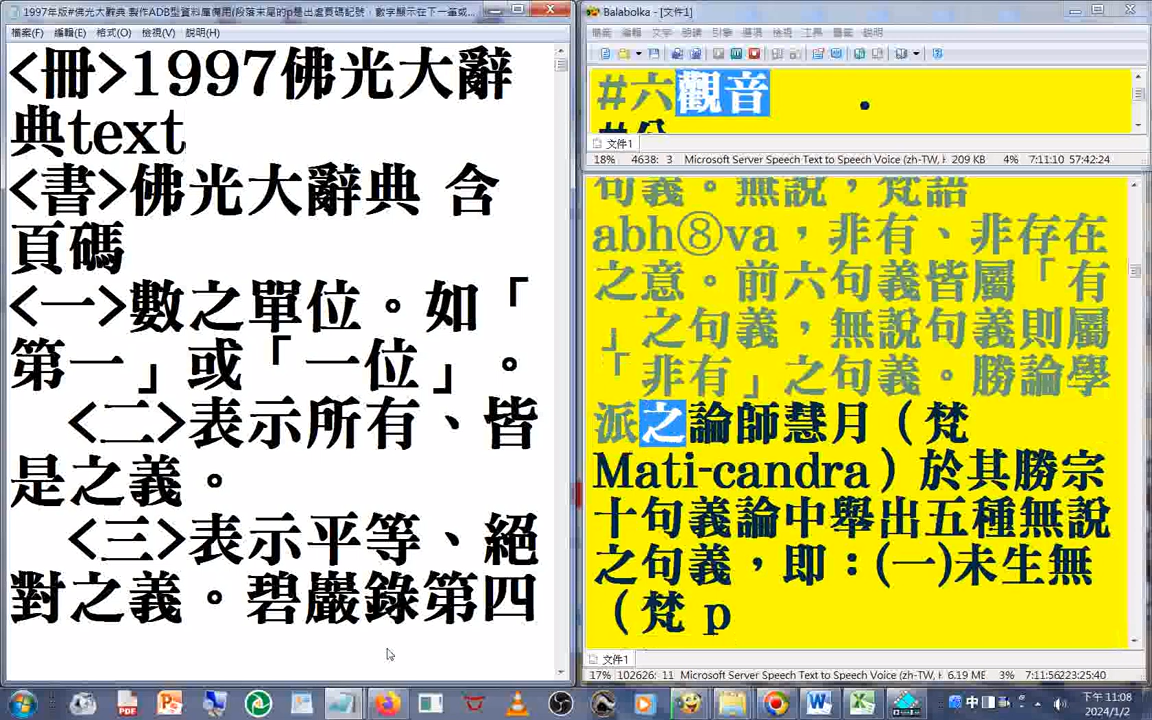 1997年版#佛光大辭典 製作ADB型資料庫備用(段落末尾的p是出處頁碼記號，數字顯示在下一筆或...
檔案(F) 編輯(E) 格式(O) 檢視(V) 說明(H)
<冊>1997佛光大辭
典text
<書>佛光大辭典 含
頁碼
<一>數之單位。如「
第一」或「一位」。
<二>表示所有、皆
是之義。
<三>表示平等、絕
對之義。碧巖錄第四
Balabolka - [文件1]
#六觀音
文件1
18% 4638: 3 Microsoft Server Speech Text to Speech Voice (zh-TW, H 209 KB 4% 7:11:10 57:42:24
句義。無說，梵語
abh⑧va，非有、非存在
之意。前六句義皆屬「有
」之句義，無說句義則屬
「非有」之句義。勝論學
派之論師慧月（梵
Mati-candra）於其勝宗
十句義論中舉出五種無說
之句義，即：(一)未生無
（梵 p
文件1
17% 102626: 11 Microsoft Server Speech Text to Speech Voice (zh-TW, H 6.19 ME 3% 7:11:56223:25:40
中
下午 11:08
2024/1/2